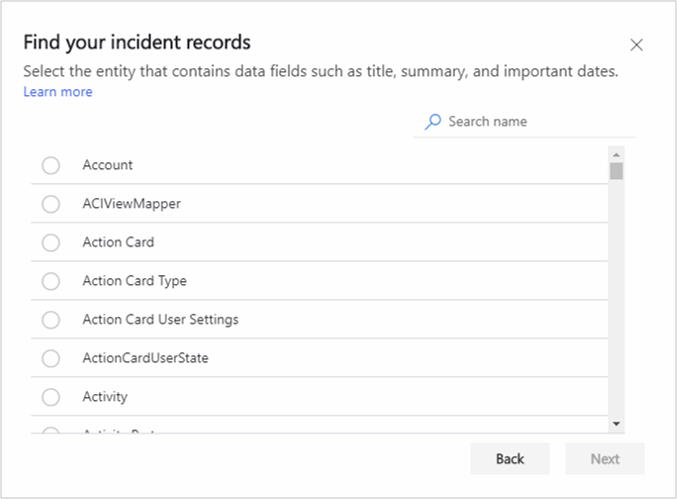 Find your incident records
Select the entity that contains data fields such as title, summary, and important dates.
Learn more
Search name
Account
ACIViewMapper
Action Card
Action Card Type
Action Card User Settings
ActionCardUserState
Activity
Back
Next